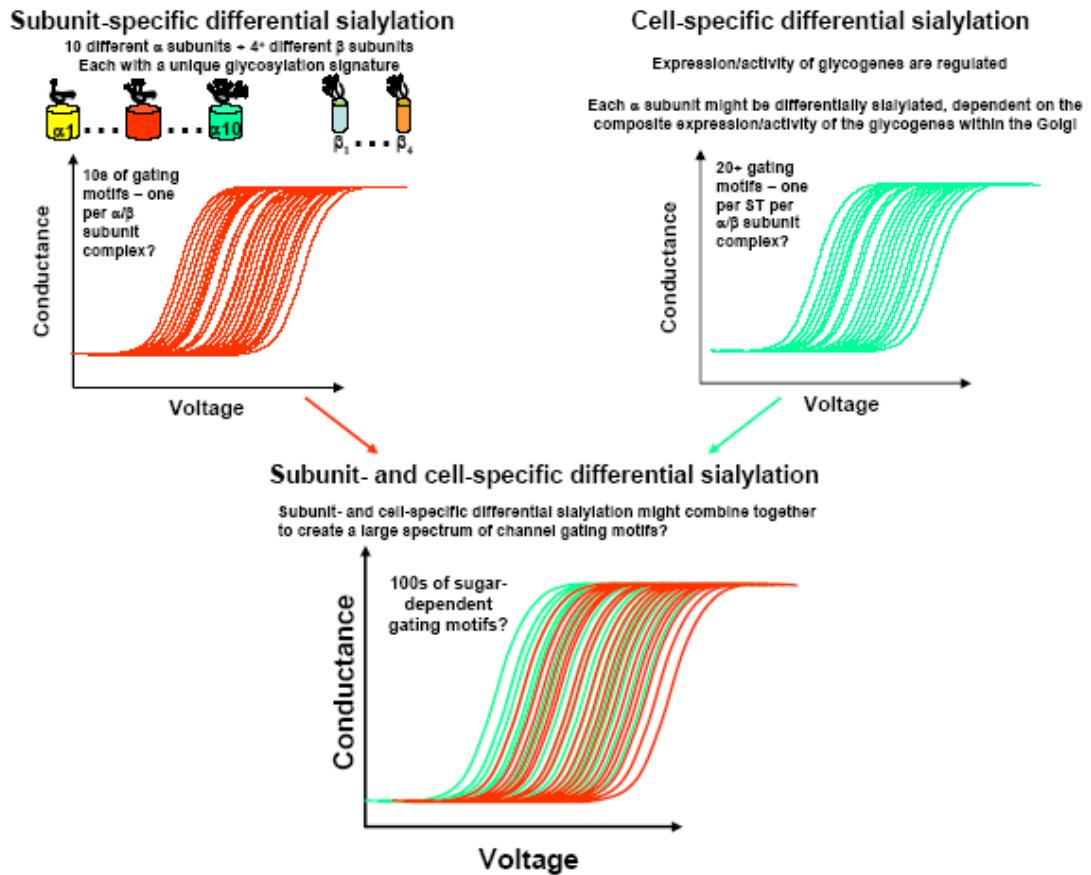 Subunit-specific differential sialylation
10 different α subunits + 4+ different β subunits
Each with a unique glycosylation signature
α1 ... ... α10
β1 ... β4
10s of gating
motifs – one
per α/β
subunit
complex?
Conductance
Voltage
Cell-specific differential sialylation
Expression/activity of glycogenes are regulated
Each α subunit might be differentially sialylated, dependent on the
composite expression/activity of the glycogenes within the Golgi
20+ gating
motifs – one
per ST per
α/β subunit
complex?
Conductance
Voltage
Subunit- and cell-specific differential sialylation
Subunit- and cell-specific differential sialylation might combine together
to create a large spectrum of channel gating motifs?
100s of sugar-
dependent
gating motifs?
Conductance
Voltage